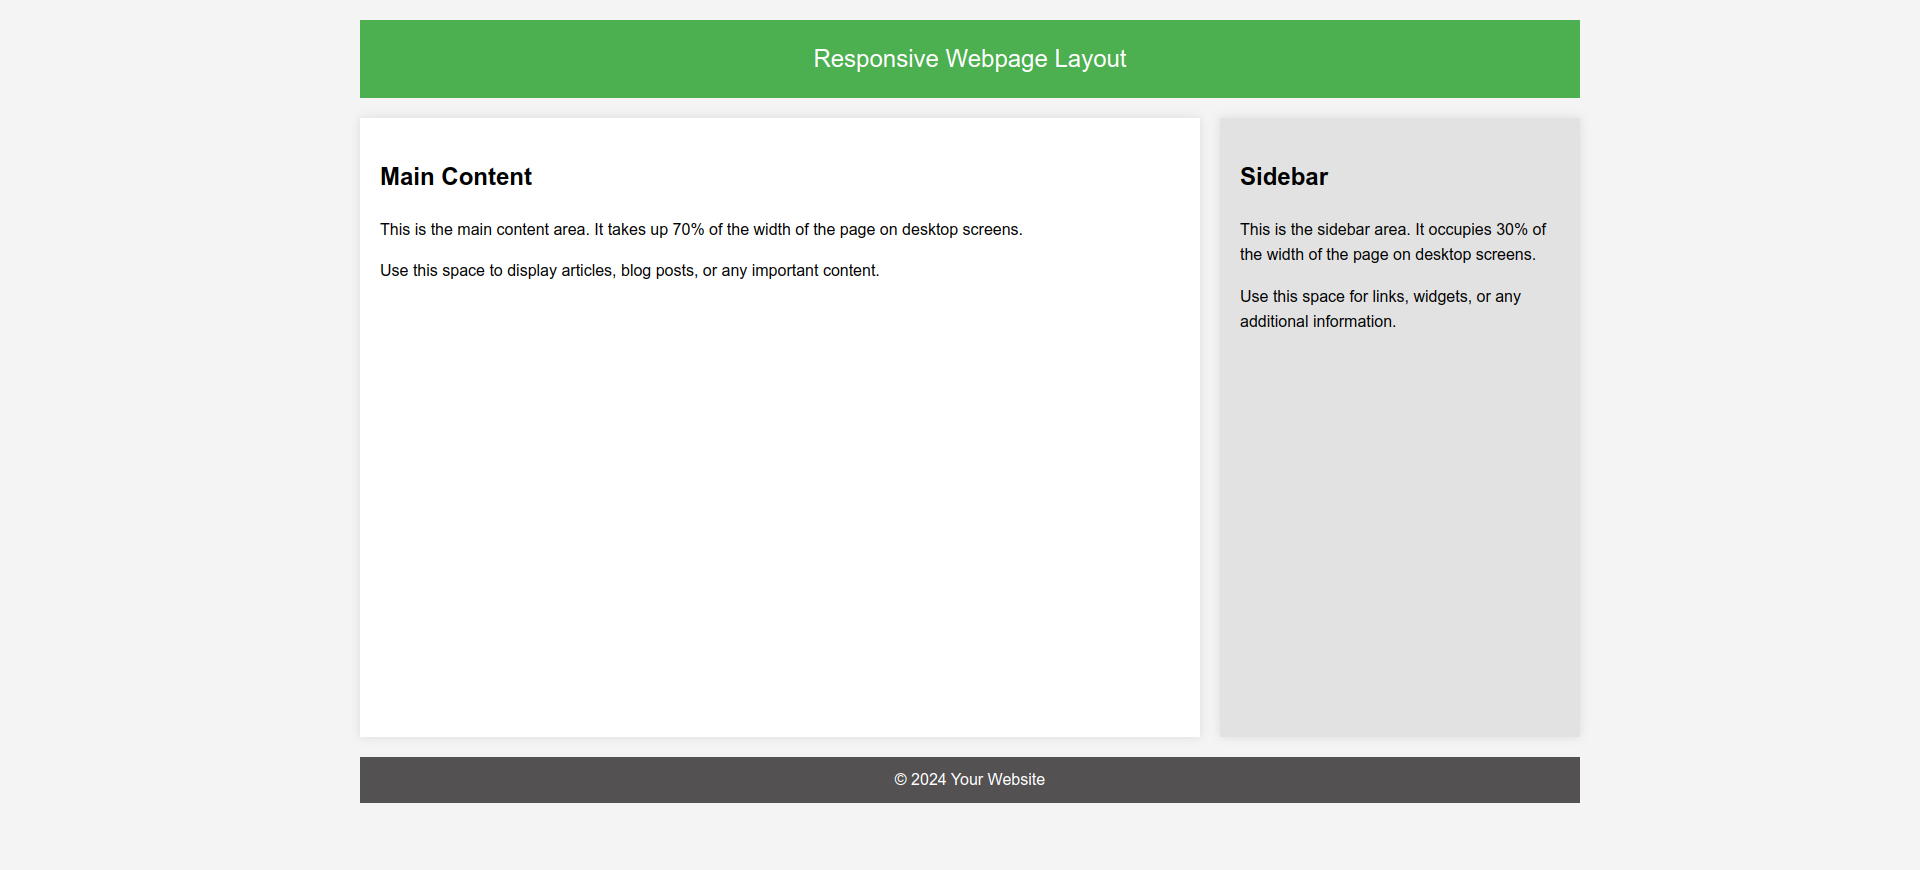 Responsive Webpage Layout
Main Content
This is the main content area. It takes up 70% of the width of the page on desktop screens.
Use this space to display articles, blog posts, or any important content.
Sidebar
This is the sidebar area. It occupies 30% of
the width of the page on desktop screens.
Use this space for links, widgets, or any
additional information.
© 2024 Your Website